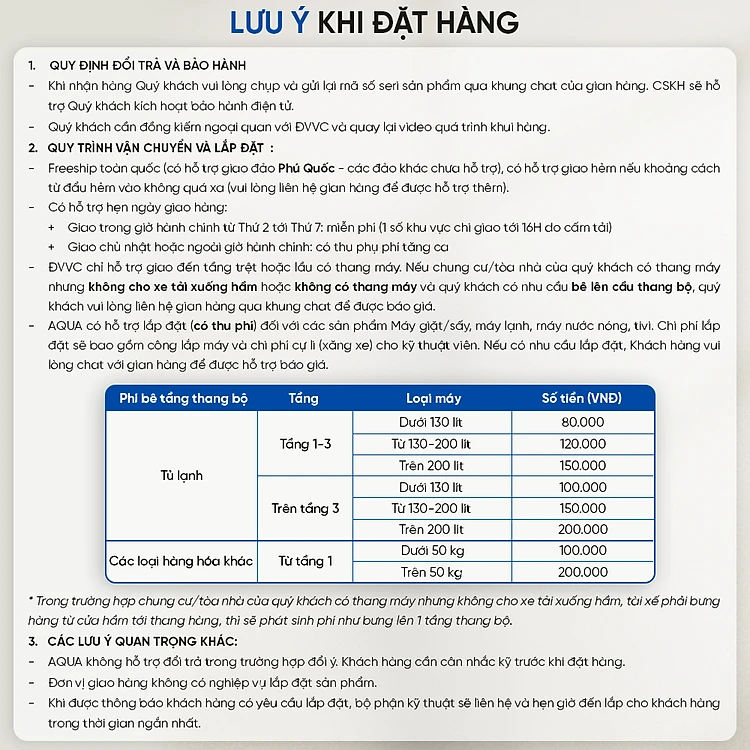 LƯU Ý KHI ĐẶT HÀNG
1. QUY ĐỊNH ĐỔI TRẢ VÀ BẢO HÀNH
- Khi nhận hàng Quý khách vui lòng chụp và gửi lại mã số seri sản phẩm qua khung chat của gian hàng. CSKH sẽ hỗ
trợ Quý khách kích hoạt bảo hành điện tử.
- Quý khách cần đồng kiểm ngoại quan với ĐVVC và quay lại video quá trình khui hàng.
2. QUY TRÌNH VẬN CHUYỂN VÀ LẮP ĐẶT :
- Freeship toàn quốc (có hỗ trợ giao đảo Phú Quốc - các đảo khác chưa hỗ trợ), có hỗ trợ giao hẻm nếu khoảng cách
từ đầu hẻm vào không quá xa (vui lòng liên hệ gian hàng để được hỗ trợ thêm).
- Có hỗ trợ hẹn ngày giao hàng:
+ Giao trong giờ hành chính từ Thứ 2 tới Thứ 7: miễn phí (1 số khu vực chỉ giao tới 16H do cấm tải)
+ Giao chủ nhật hoặc ngoài giờ hành chính: có thu phụ phí tăng ca
- ĐVVC chỉ hỗ trợ giao đến tầng trệt hoặc lầu có thang máy. Nếu chung cư/tòa nhà của quý khách có thang máy
nhưng không cho xe tải xuống hầm hoặc không có thang máy và quý khách có nhu cầu bê lên cầu thang bộ, quý
khách vui lòng liên hệ gian hàng qua khung chat để được báo giá.
- AQUA có hỗ trợ lắp đặt (có thu phí) đối với các sản phẩm Máy giặt/sấy, máy lạnh, máy nước nóng, tivi. Chi phí lắp
đặt sẽ bao gồm công lắp máy và chi phí cự li (xăng xe) cho kỹ thuật viên. Nếu có nhu cầu lắp đặt, Khách hàng vui
lòng chat với gian hàng để được hỗ trợ báo giá.
Phí bê tầng thang bộ Tầng Loại máy Số tiền (VNĐ)
Tủ lạnh Tầng 1-3 Dưới 130 lít 80.000
Từ 130-200 lít 120.000
Trên 200 lít 150.000
Trên tầng 3 Dưới 130 lít 100.000
Từ 130-200 lít 150.000
Trên 200 lít 200.000
Các loại hàng hóa khác Từ tầng 1 Dưới 50 kg 100.000
Trên 50 kg 200.000
* Trong trường hợp chung cư/tòa nhà của quý khách có thang máy nhưng không cho xe tải xuống hầm, tài xế phải bưng
hàng từ cửa hầm tới thang hàng, thì sẽ phát sinh phí như bưng lên 1 tầng thang bộ.
3. CÁC LƯU Ý QUAN TRỌNG KHÁC:
- AQUA không hỗ trợ đổi trả trong trường hợp đổi ý. Khách hàng cần cân nhắc kỹ trước khi đặt hàng.
- Đơn vị giao hàng không có nghiệp vụ lắp đặt sản phẩm.
- Khi được thông báo khách hàng có yêu cầu lắp đặt, bộ phận kỹ thuật sẽ liên hệ và hẹn giờ đến lắp cho khách hàng
trong thời gian ngắn nhất.